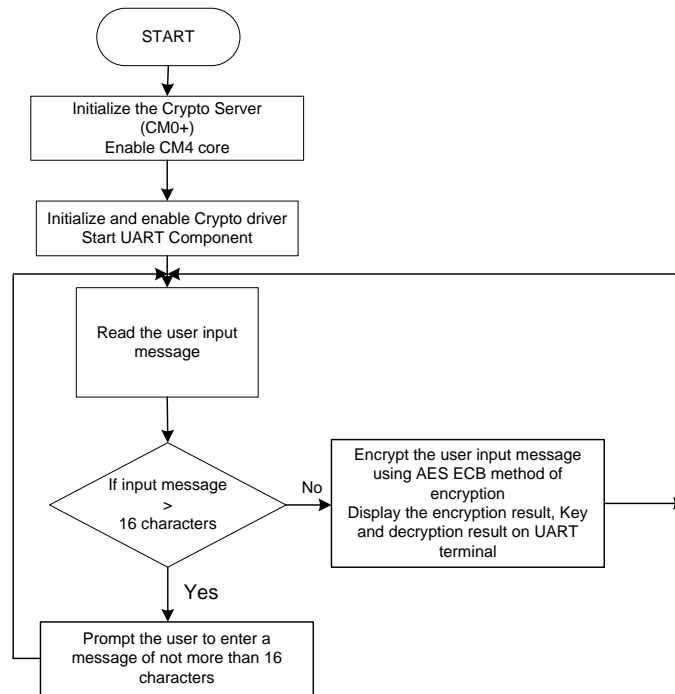 START
Initialize the Crypto Server
(CM0+)
Enable CM4 core
Initialize and enable Crypto driver
Start UART Component
Read the user input
message
If input message
>
16 characters
No
Encrypt the user input message
using AES ECB method of
encryption
Display the encryption result, Key
and decryption result on UART
terminal
Yes
Prompt the user to enter a
message of not more than 16
characters